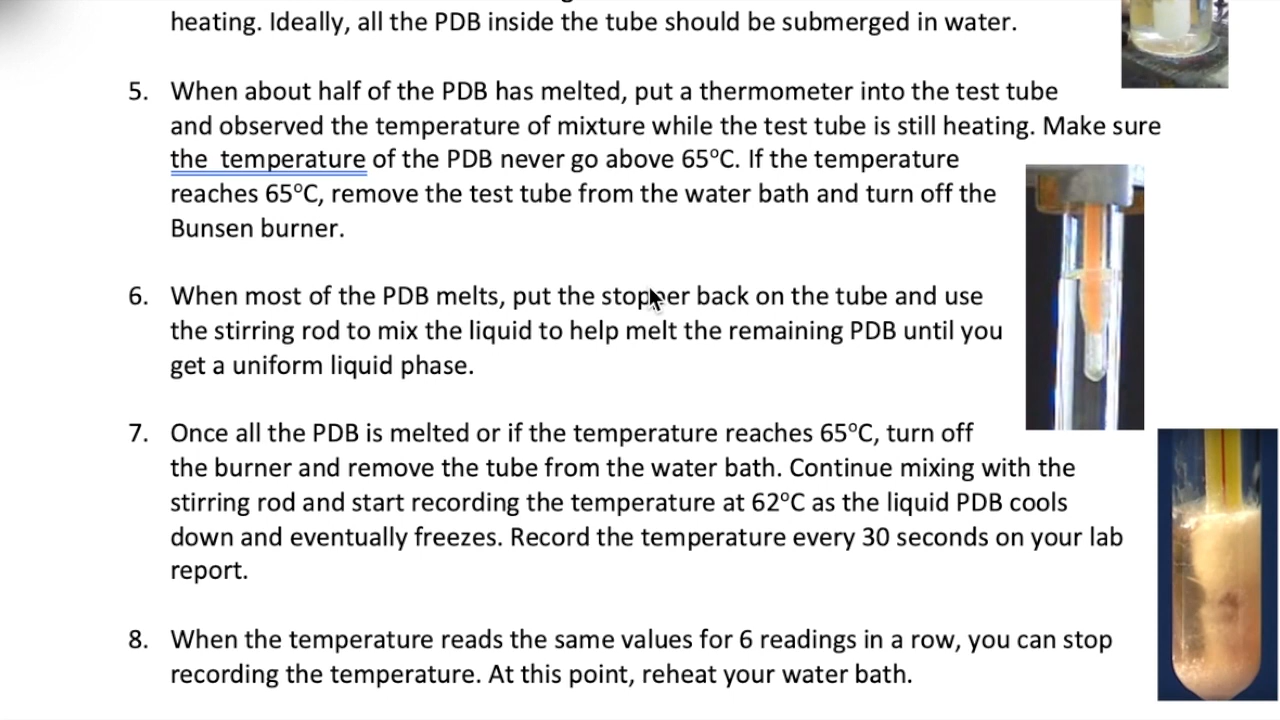 heating. Ideally, all the PDB inside the tube should be submerged in water.
5. When about half of the PDB has melted, put a thermometer into the test tube
and observed the temperature of mixture while the test tube is still heating. Make sure
the temperature of the PDB never go above 65°C. If the temperature
reaches 65°C, remove the test tube from the water bath and turn off the
Bunsen burner.
6. When most of the PDB melts, put the stopper back on the tube and use
the stirring rod to mix the liquid to help melt the remaining PDB until you
get a uniform liquid phase.
7. Once all the PDB is melted or if the temperature reaches 65°C, turn off
the burner and remove the tube from the water bath. Continue mixing with the
stirring rod and start recording the temperature at 62°C as the liquid PDB cools
down and eventually freezes. Record the temperature every 30 seconds on your lab
report.
8. When the temperature reads the same values for 6 readings in a row, you can stop
recording the temperature. At this point, reheat your water bath.